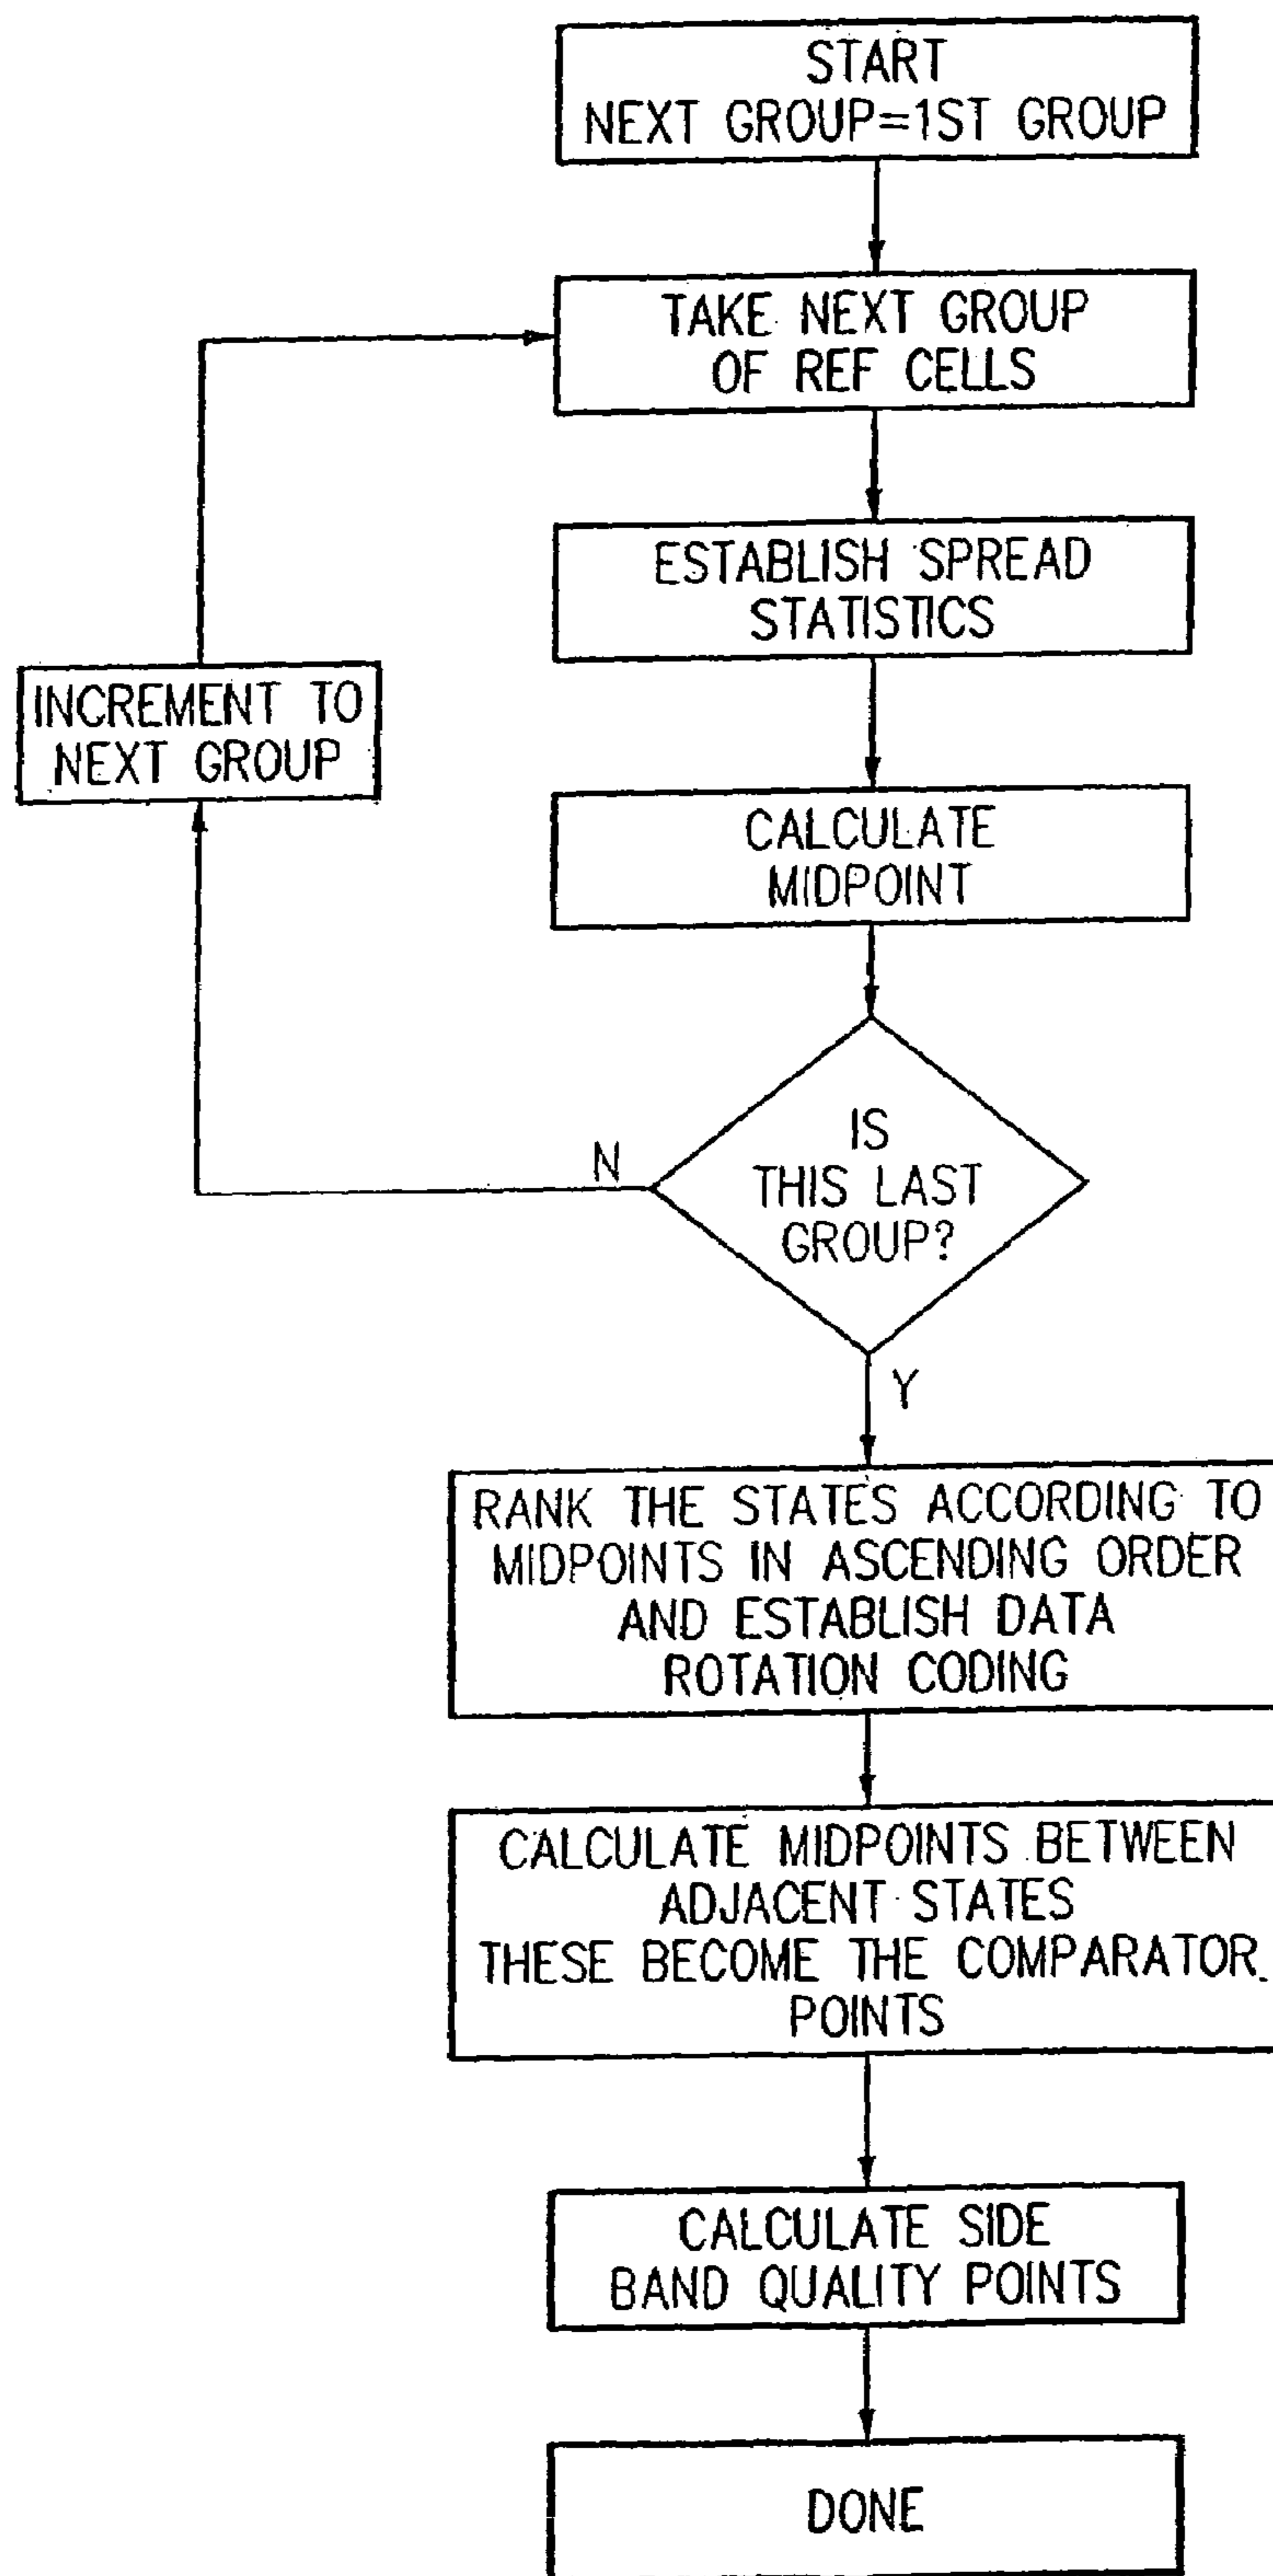 START
NEXT GROUP=1ST GROUP
TAKE NEXT GROUP
OF REF CELLS
ESTABLISH SPREAD
STATISTICS
INCREMENT TO
NEXT GROUP
CALCULATE
MIDPOINT
IS
THIS LAST
GROUP?
N
Y
RANK THE STATES ACCORDING TO
MIDPOINTS IN ASCENDING ORDER
AND ESTABLISH DATA
ROTATION CODING
CALCULATE MIDPOINTS BETWEEN
ADJACENT STATES
THESE BECOME THE COMPARATOR
POINTS
CALCULATE SIDE
BAND QUALITY POINTS
DONE